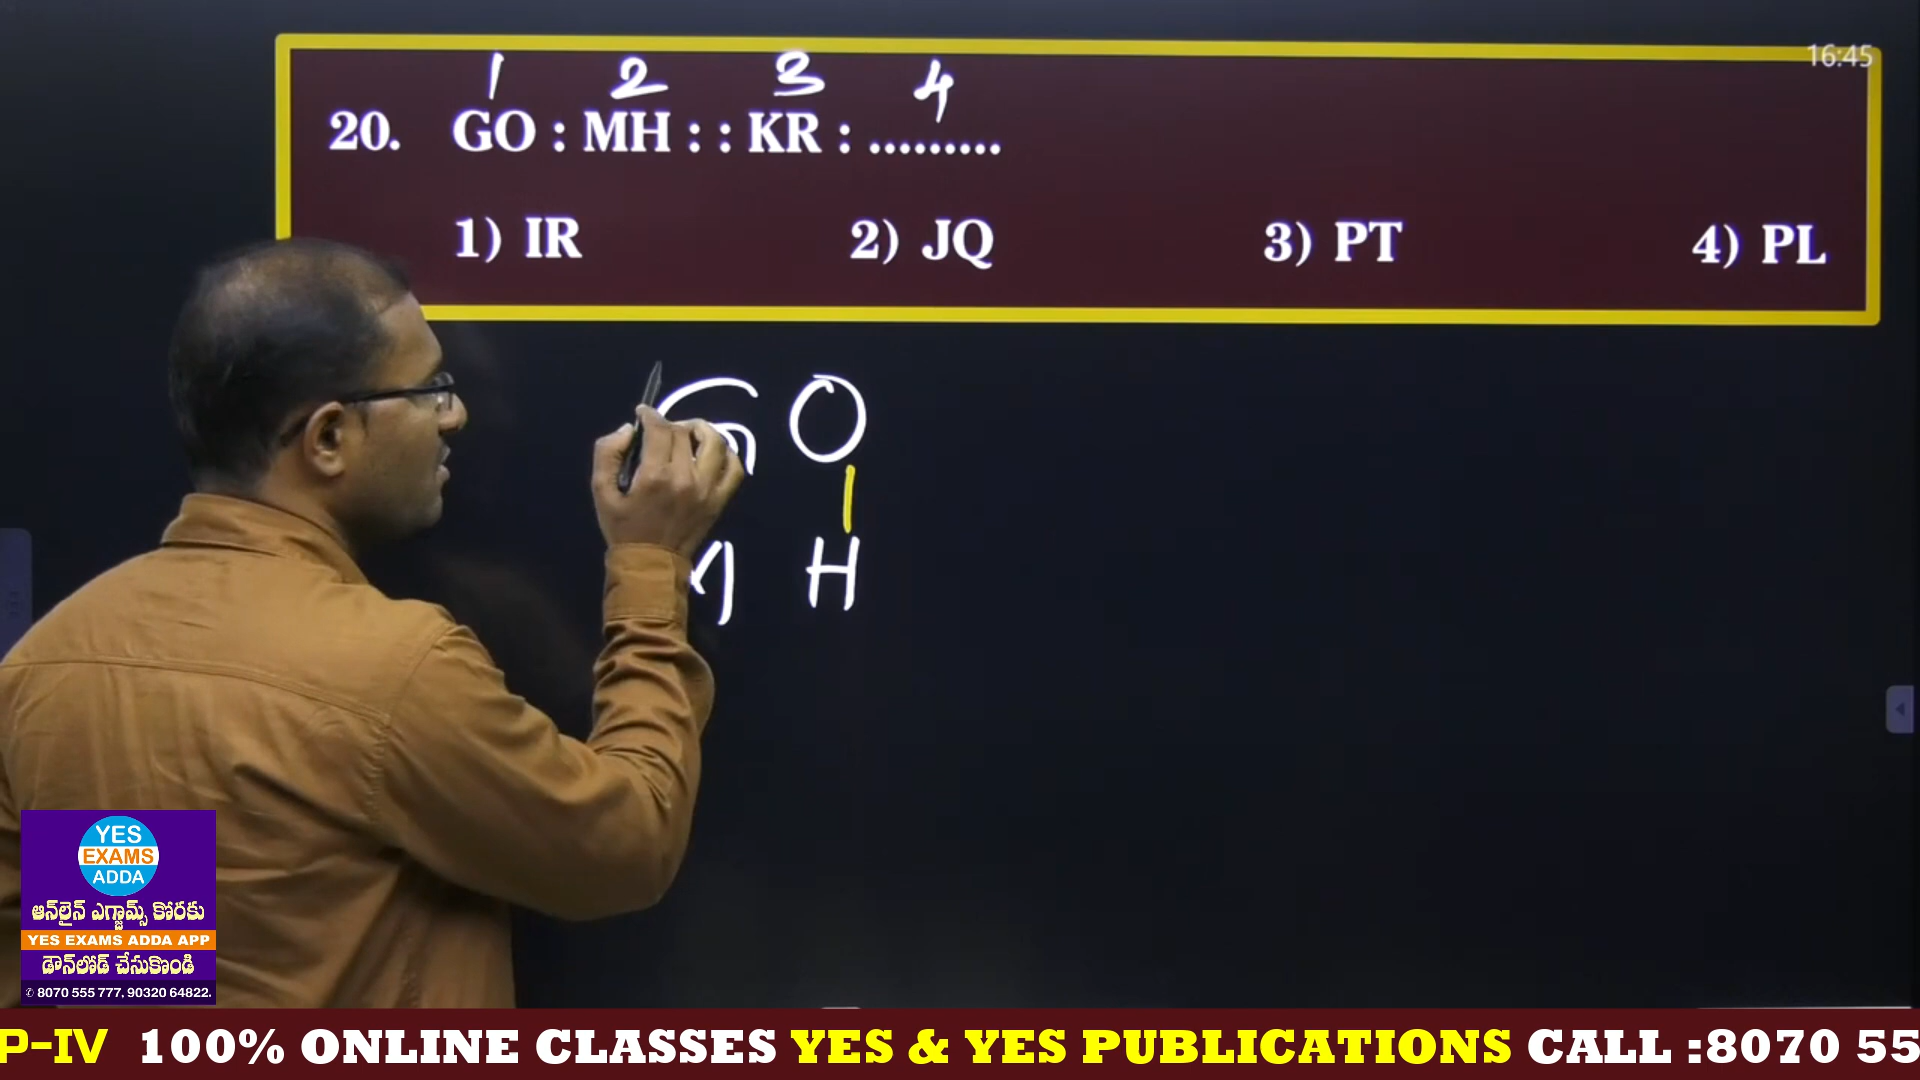 16:45
1 2 3 4
20. GO : MH : : KR : .........
1) IR 2) JQ 3) PT 4) PL
G O
M H
YES
EXAMS
ADDA
ఆన్‌లైన్ ఎగ్జామ్స్ కొరకు
YES EXAMS ADDA APP
డౌన్‌లోడ్ చేసుకొండి
✆ 8070 555 777, 90320 64822.
P-IV 100% ONLINE CLASSES YES & YES PUBLICATIONS CALL :8070 55